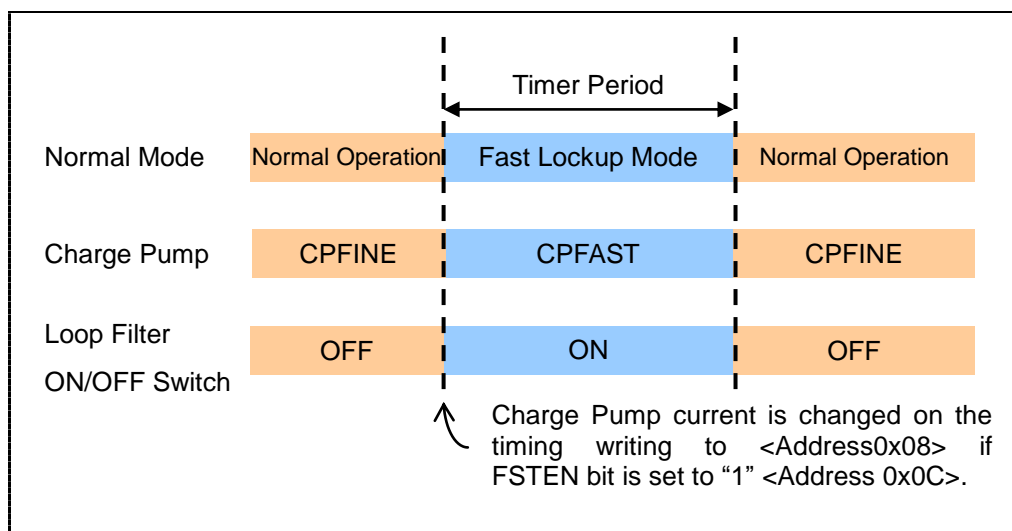 Timer Period
Normal Mode
Normal Operation
Fast Lockup Mode
Normal Operation
Charge Pump
CPFINE
CPFAST
CPFINE
Loop Filter
ON/OFF Switch
OFF
ON
OFF
Charge Pump current is changed on the
timing writing to <Address0x08> if
FSTEN bit is set to “1” <Address 0x0C>.